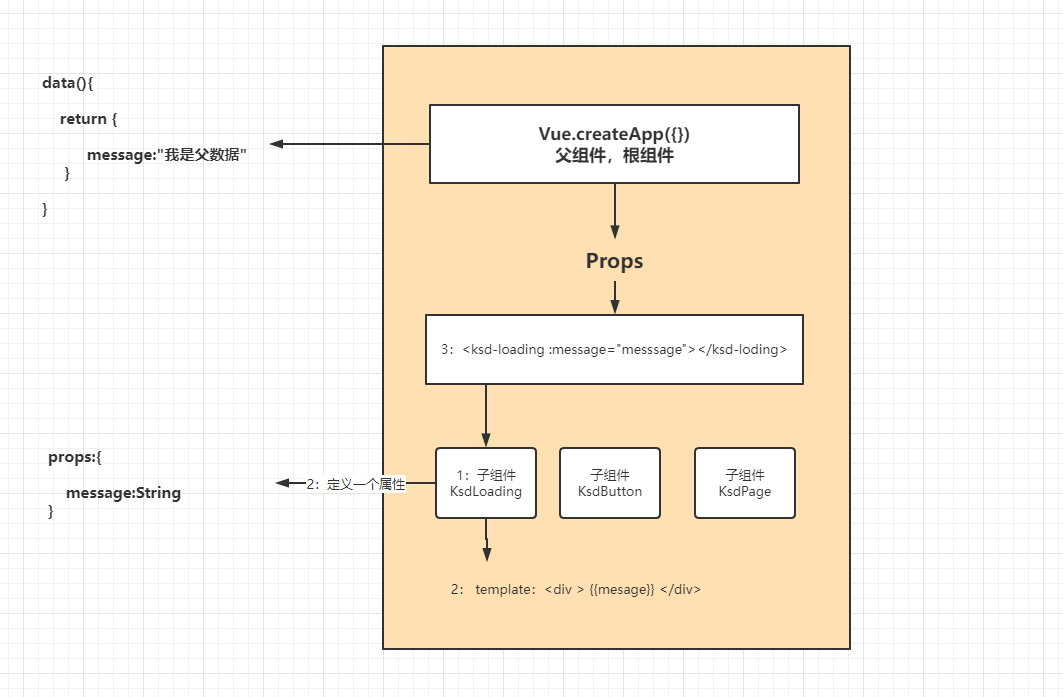 data(){
return {
message:"我是父数据"
}
}
Vue.createApp({})
父组件，根组件
Props
3：<ksd-loading :message="messsage"></ksd-loding>
props:{
message:String
}
2：定义一个属性
1：子组件
KsdLoading
子组件
KsdButton
子组件
KsdPage
2： template：<div > {{mesage}} </div>